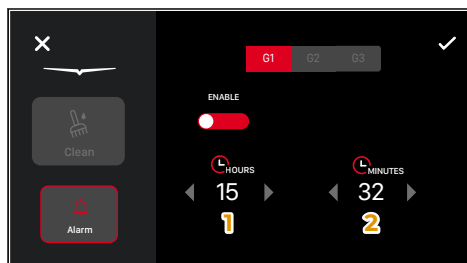 G1 G2 G3
ENABLE
Clean
HOURS MINUTES
15 32
Alarm
1 2